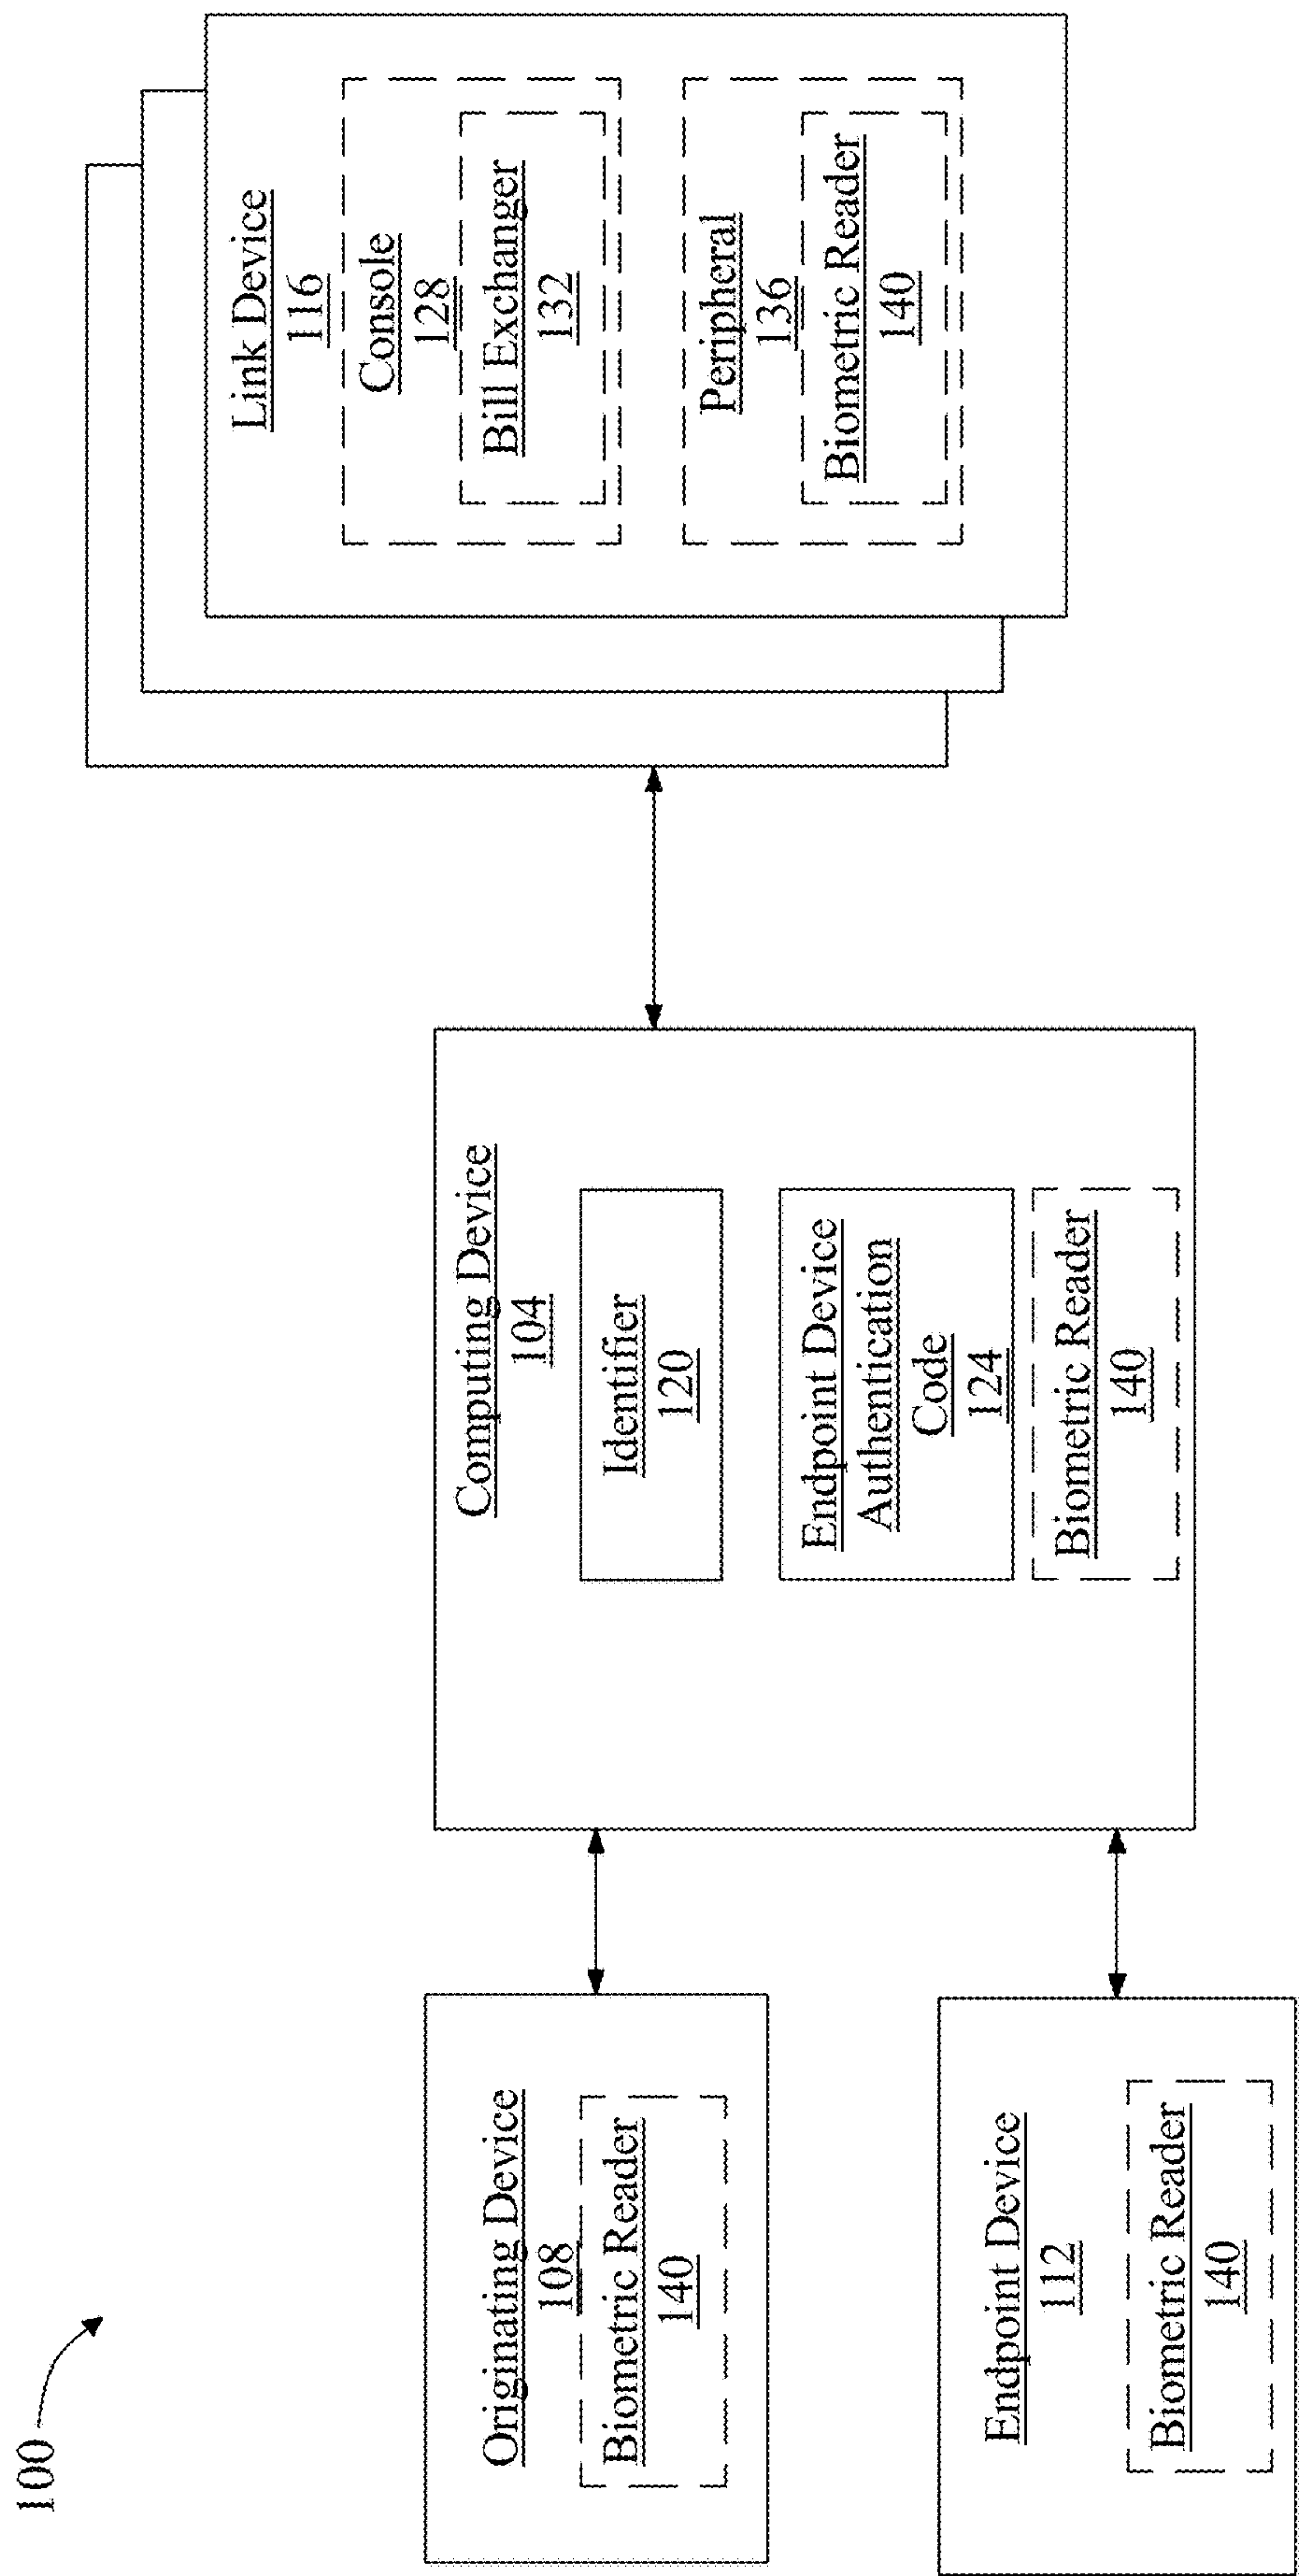 100
Originating Device
108
Biometric Reader
140
Endpoint Device
112
Biometric Reader
140
Computing Device
104
Identifier
120
Endpoint Device
Authentication
Code
124
Biometric Reader
140
Link Device
116
Console
128
Bill Exchanger
132
Peripheral
136
Biometric Reader
140